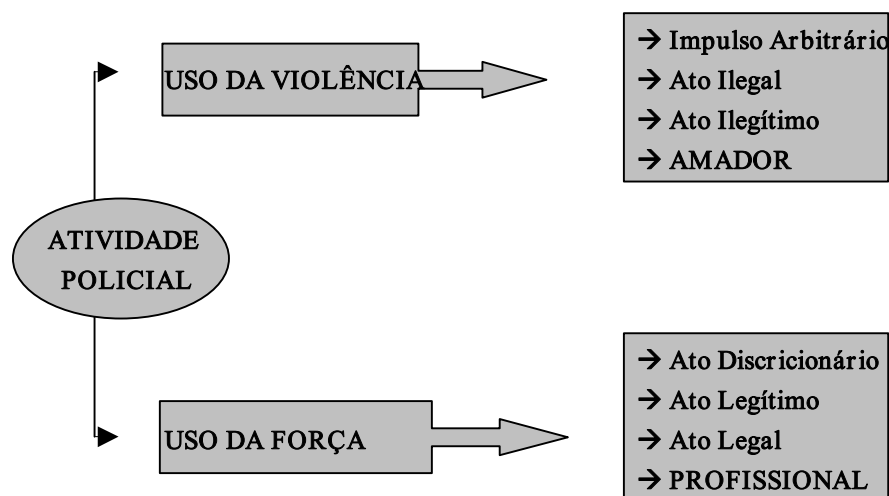 USO DA VIOLÊNCIA
→ Impulso Arbitrário
→ Ato Ilegal
→ Ato Ilegítimo
→ AMADOR
ATIVIDADE
POLICIAL
USO DA FORÇA
→ Ato Discricionário
→ Ato Legítimo
→ Ato Legal
→ PROFISSIONAL